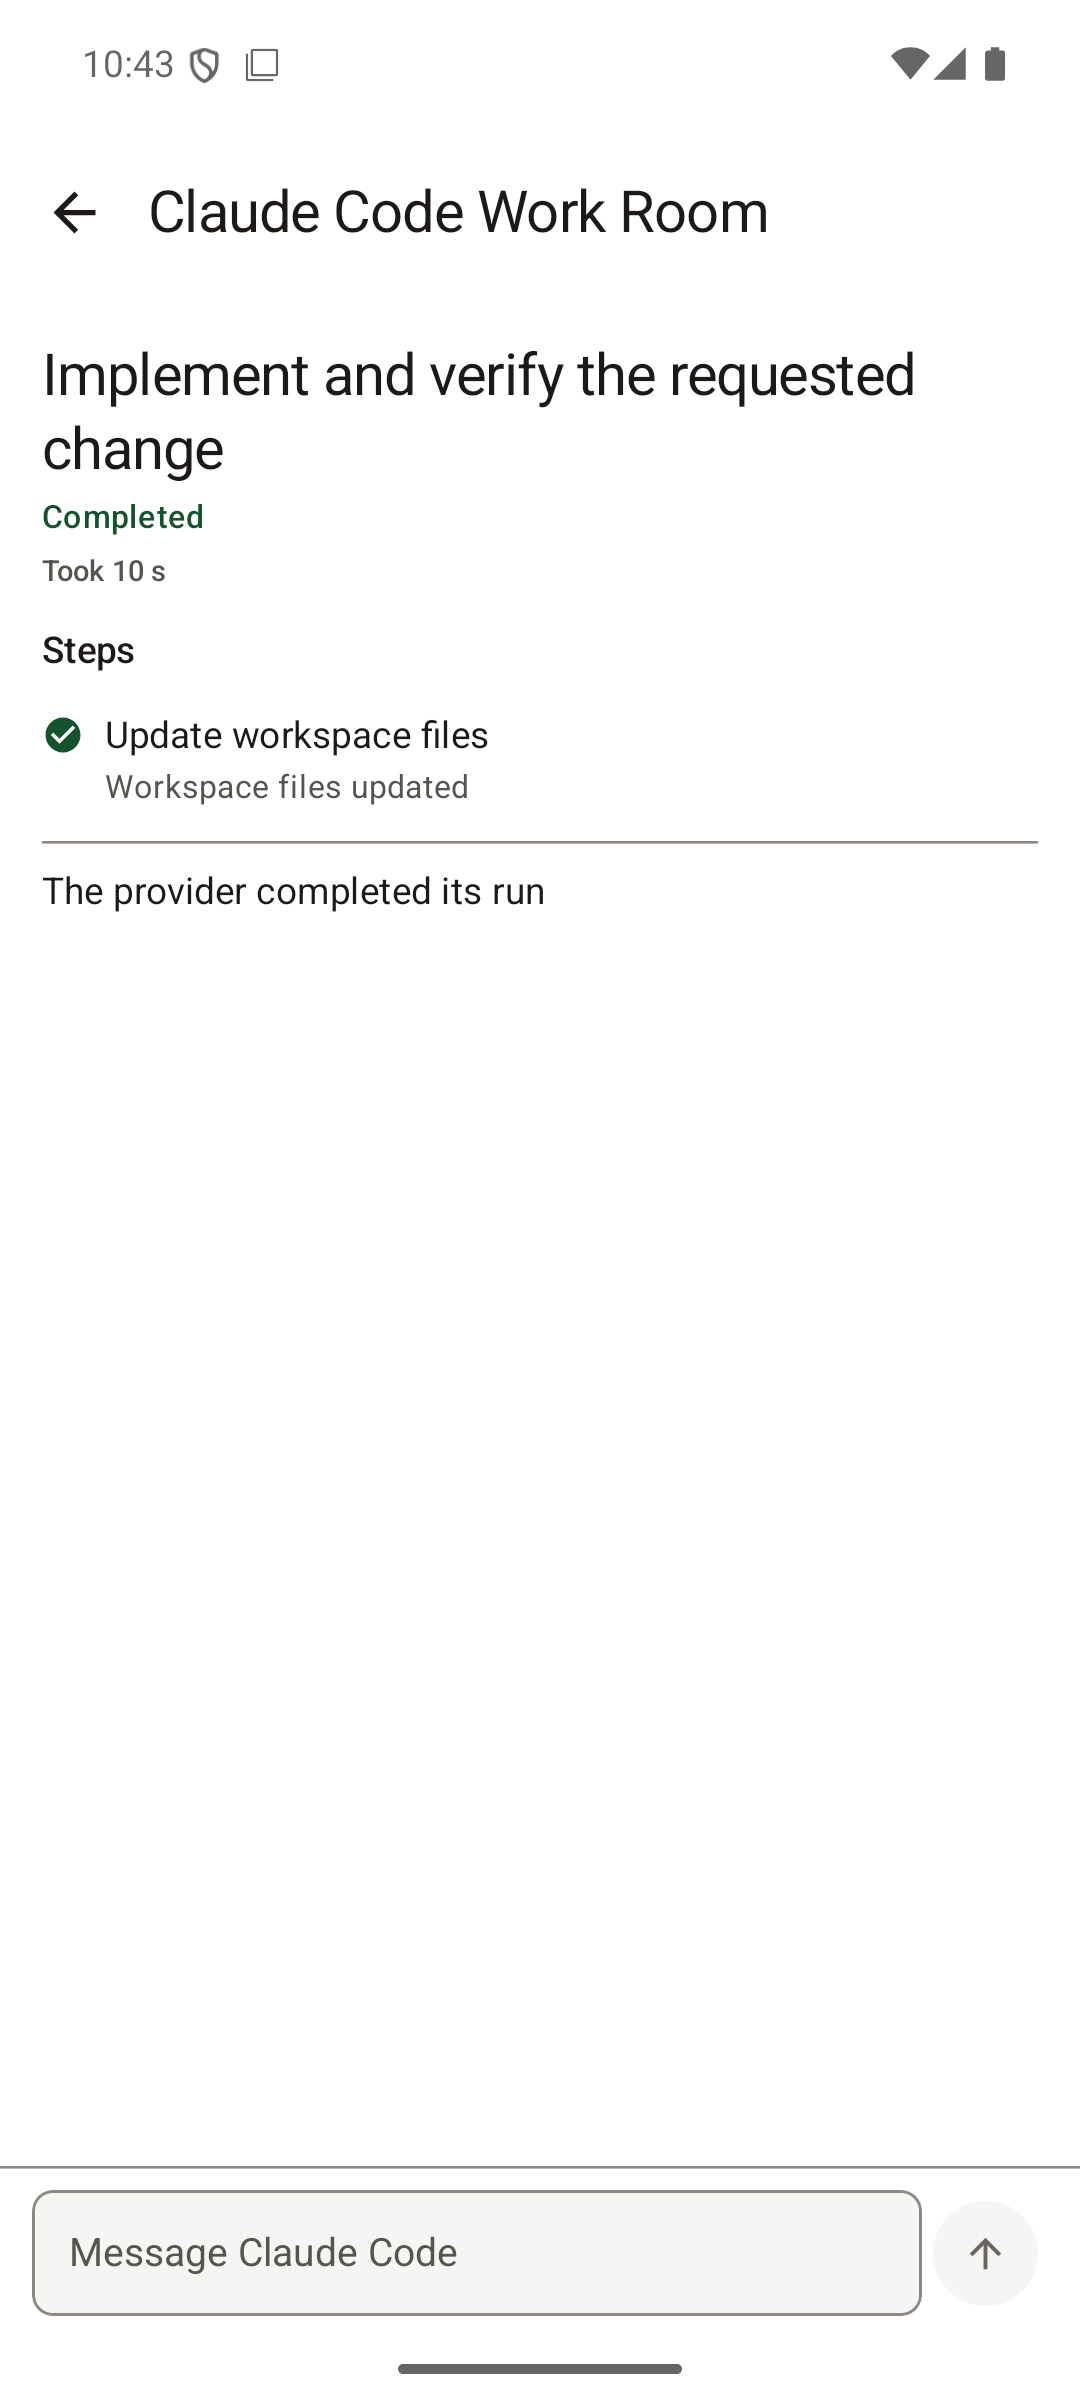 10:43
Claude Code Work Room
Implement and verify the requested
change
Completed
Took 10 s
Steps
Update workspace files
Workspace files updated
The provider completed its run
Message Claude Code